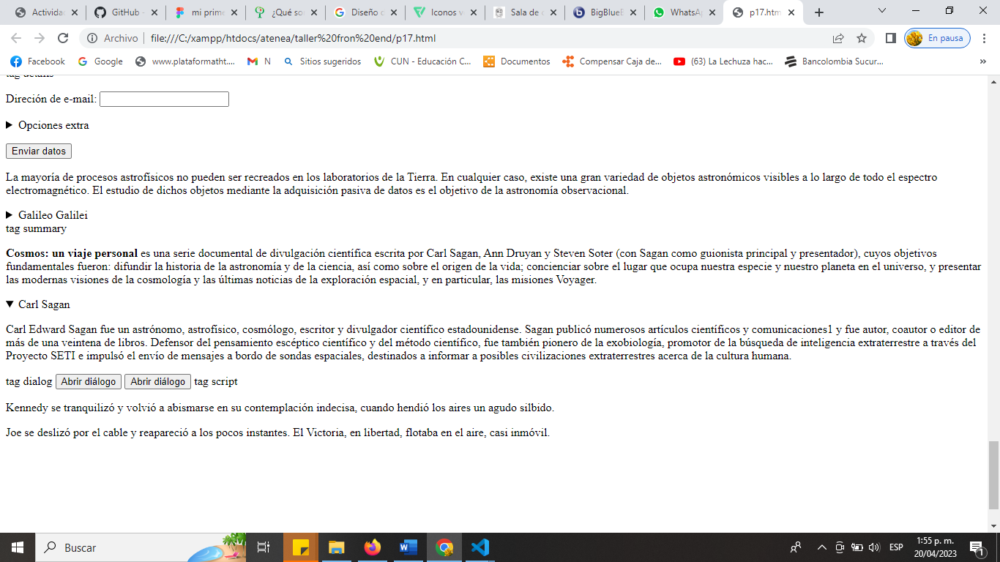 Activida
GitHub -
mi prime
¿Qué so
Diseño
Iconos v
Sala de
BigBlueB
WhatsA
p17.htm
Archivo
file:///C:/xampp/htdocs/atenea/taller%20fron%20end/p17.html
En pausa
Facebook
Google
www.plataformatht...
N
Sitios sugeridos
CUN - Educación C...
Documentos
Compensar Caja de...
(63) La Lechuza hac...
Bancolombia Sucur...
»
tag details
Direción de e-mail:
Opciones extra
Enviar datos
La mayoría de procesos astrofísicos no pueden ser recreados en los laboratorios de la Tierra. En cualquier caso, existe una gran variedad de objetos astronómicos visibles a lo largo de todo el espectro
electromagnético. El estudio de dichos objetos mediante la adquisición pasiva de datos es el objetivo de la astronomía observacional.
Galileo Galilei
tag summary
Cosmos: un viaje personal es una serie documental de divulgación científica escrita por Carl Sagan, Ann Druyan y Steven Soter (con Sagan como guionista principal y presentador), cuyos objetivos
fundamentales fueron: difundir la historia de la astronomía y de la ciencia, así como sobre el origen de la vida; concienciar sobre el lugar que ocupa nuestra especie y nuestro planeta en el universo, y presentar
las modernas visiones de la cosmología y las últimas noticias de la exploración espacial, y en particular, las misiones Voyager.
Carl Sagan
Carl Edward Sagan fue un astrónomo, astrofísico, cosmólogo, escritor y divulgador científico estadounidense. Sagan publicó numerosos artículos científicos y comunicaciones1 y fue autor, coautor o editor de
más de una veintena de libros. Defensor del pensamiento escéptico científico y del método científico, fue también pionero de la exobiología, promotor de la búsqueda de inteligencia extraterrestre a través del
Proyecto SETI e impulsó el envío de mensajes a bordo de sondas espaciales, destinados a informar a posibles civilizaciones extraterrestres acerca de la cultura humana.
tag dialog Abrir diálogo Abrir diálogo tag script
Kennedy se tranquilizó y volvió a abismarse en su contemplación indecisa, cuando hendió los aires un agudo silbido.
Joe se deslizó por el cable y reapareció a los pocos instantes. El Victoria, en libertad, flotaba en el aire, casi inmóvil.
Buscar
ESP
1:55 p. m.
20/04/2023
1